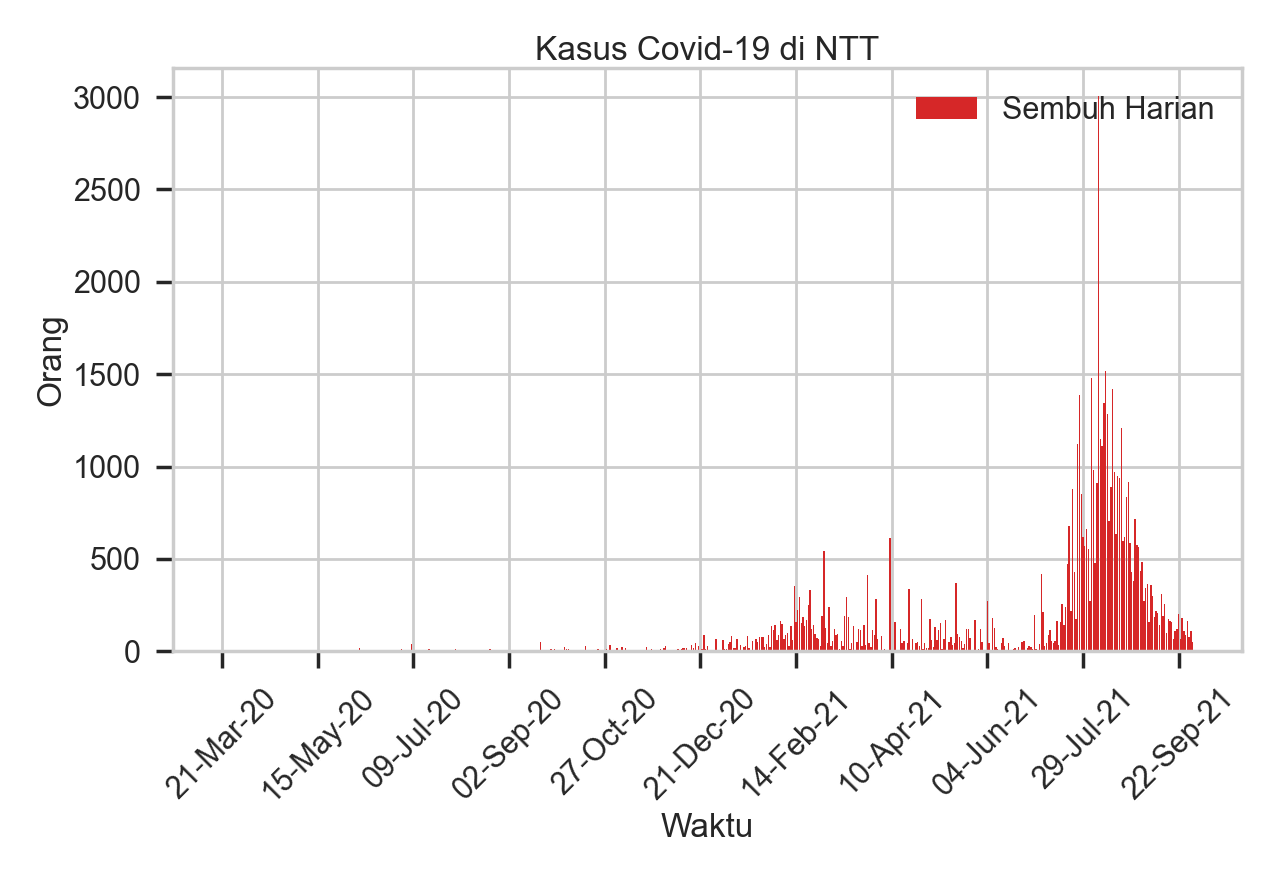 Kasus Covid-19 di NTT
Sembuh Harian
3000
2500
2000
1500
1000
500
0
Orang
21-Mar-20
15-May-20
09-Jul-20
02-Sep-20
27-Oct-20
21-Dec-20
14-Feb-21
10-Apr-21
04-Jun-21
29-Jul-21
22-Sep-21
Waktu